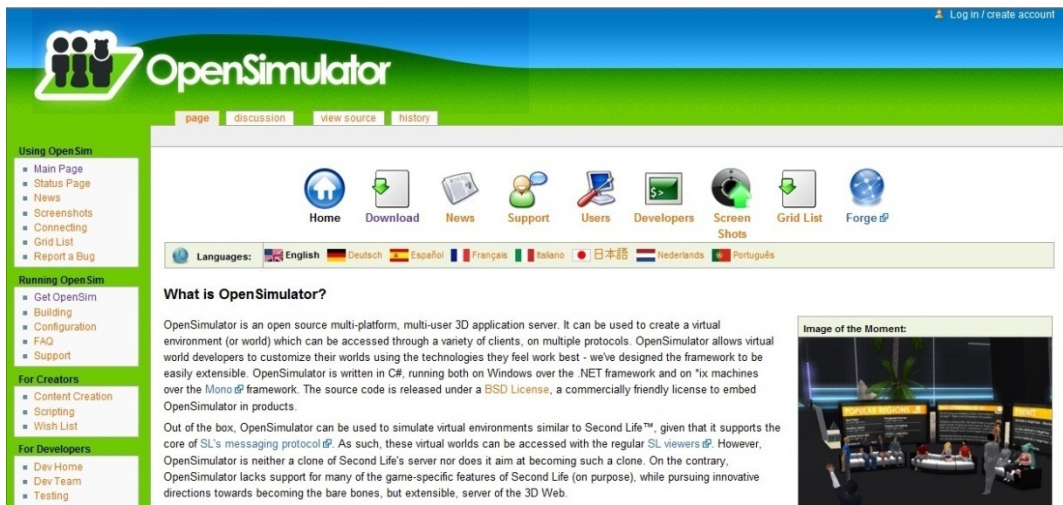 Log in / create account
OpenSimulator
page discussion view source history
Using OpenSim
Main Page
Status Page
News
Screenshots
Connecting
Grid List
Report a Bug
Running OpenSim
Get OpenSim
Building
Configuration
FAQ
Support
For Creators
Content Creation
Scripting
Wish List
For Developers
Dev Home
Dev Team
Testing
Home Download News Support Users Developers Screen Shots Grid List Forge
Languages: English Deutsch Español Français Italiano 日本語 Nederlands Português
What is OpenSimulator?
OpenSimulator is an open source multi-platform, multi-user 3D application server. It can be used to create a virtual
environment (or world) which can be accessed through a variety of clients, on multiple protocols. OpenSimulator allows virtual
world developers to customize their worlds using the technologies they feel work best - we've designed the framework to be
easily extensible. OpenSimulator is written in C#, running both on Windows over the .NET framework and on *ix machines
over the Mono framework. The source code is released under a BSD License, a commercially friendly license to embed
OpenSimulator in products.
Out of the box, OpenSimulator can be used to simulate virtual environments similar to Second Life™, given that it supports the
core of SL's messaging protocol. As such, these virtual worlds can be accessed with the regular SL viewers. However,
OpenSimulator is neither a clone of Second Life's server nor does it aim at becoming such a clone. On the contrary,
OpenSimulator lacks support for many of the game-specific features of Second Life (on purpose), while pursuing innovative
directions towards becoming the bare bones, but extensible, server of the 3D Web.
Image of the Moment:
POPULAR REGIONS